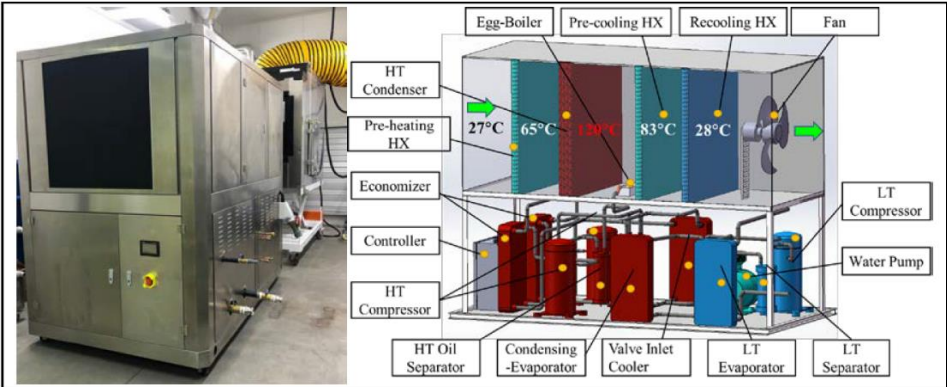 Egg-Boiler
Pre-cooling HX
Recooling HX
Fan
HT
Condenser
27°C
65°C
120°C
83°C
28°C
Pre-heating
HX
Economizer
LT
Compressor
Controller
Water Pump
HT
Compressor
HT Oil
Separator
Condensing
-Evaporator
Valve Inlet
Cooler
LT
Evaporator
LT
Separator